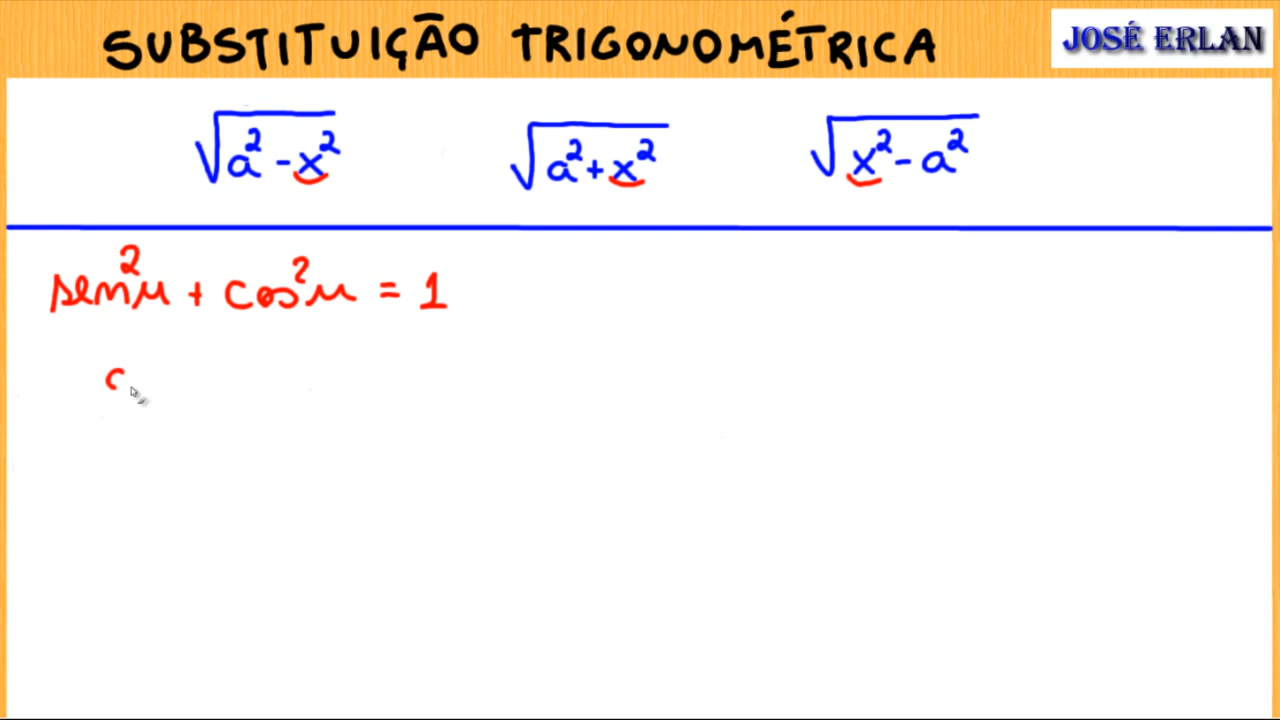 SUBSTITUIÇÃO TRIGONOMÉTRICA
JOSÉ ERLAN
√(a² - x²) √(a² + x²) √(x² - a²)
sen²u + cos²u = 1
c